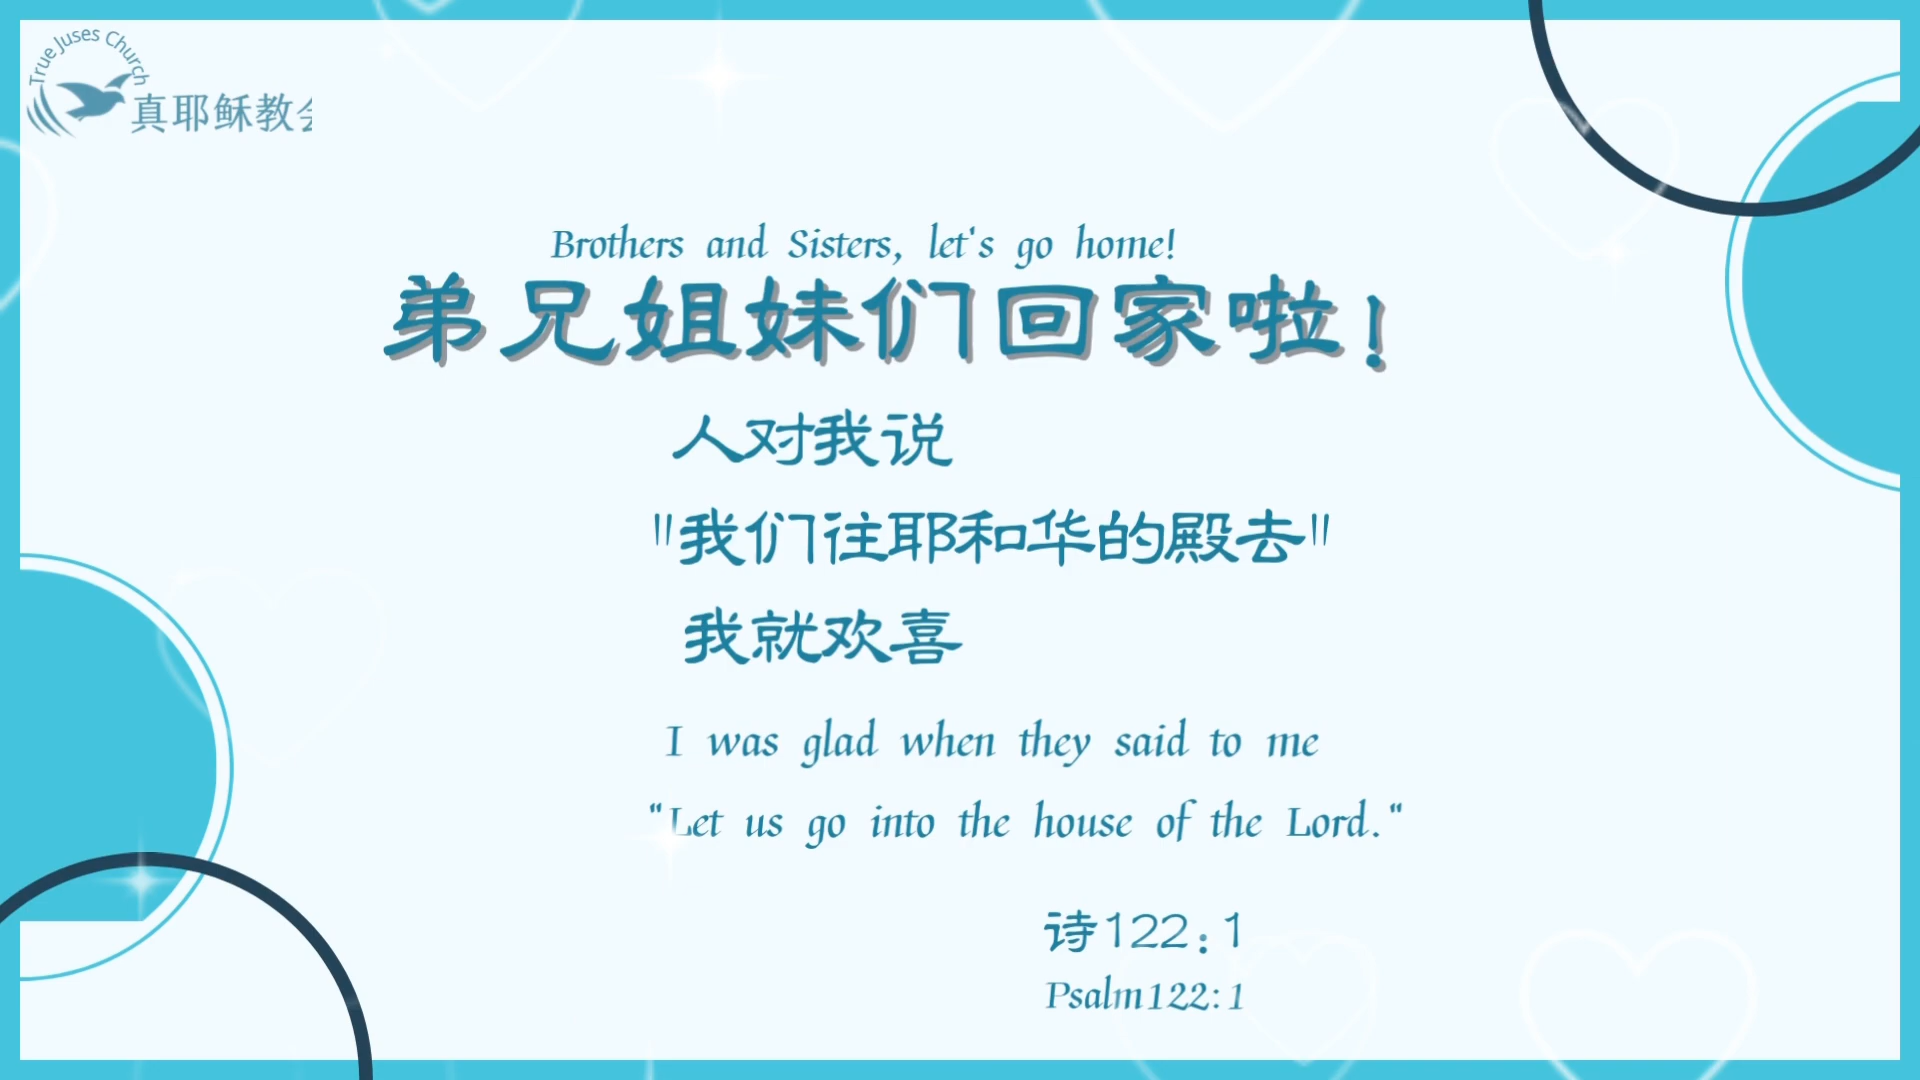 True Juses Church
真耶稣教会
Brothers and Sisters, let's go home!
弟兄姐妹们回家啦！
人对我说
"我们往耶和华的殿去"
我就欢喜
I was glad when they said to me
"Let us go into the house of the Lord."
诗122：1
Psalm122:1